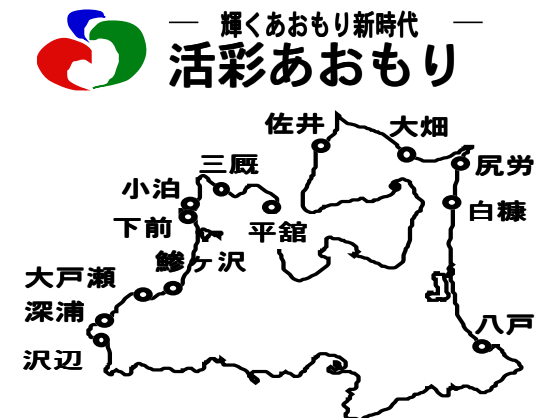 ― 輝くあおもり新時代 ―
活彩あおもり
佐井
大畑
三厩
尻労
小泊
白糠
下前
平舘
鰺ヶ沢
大戸瀬
深浦
八戸
沢辺